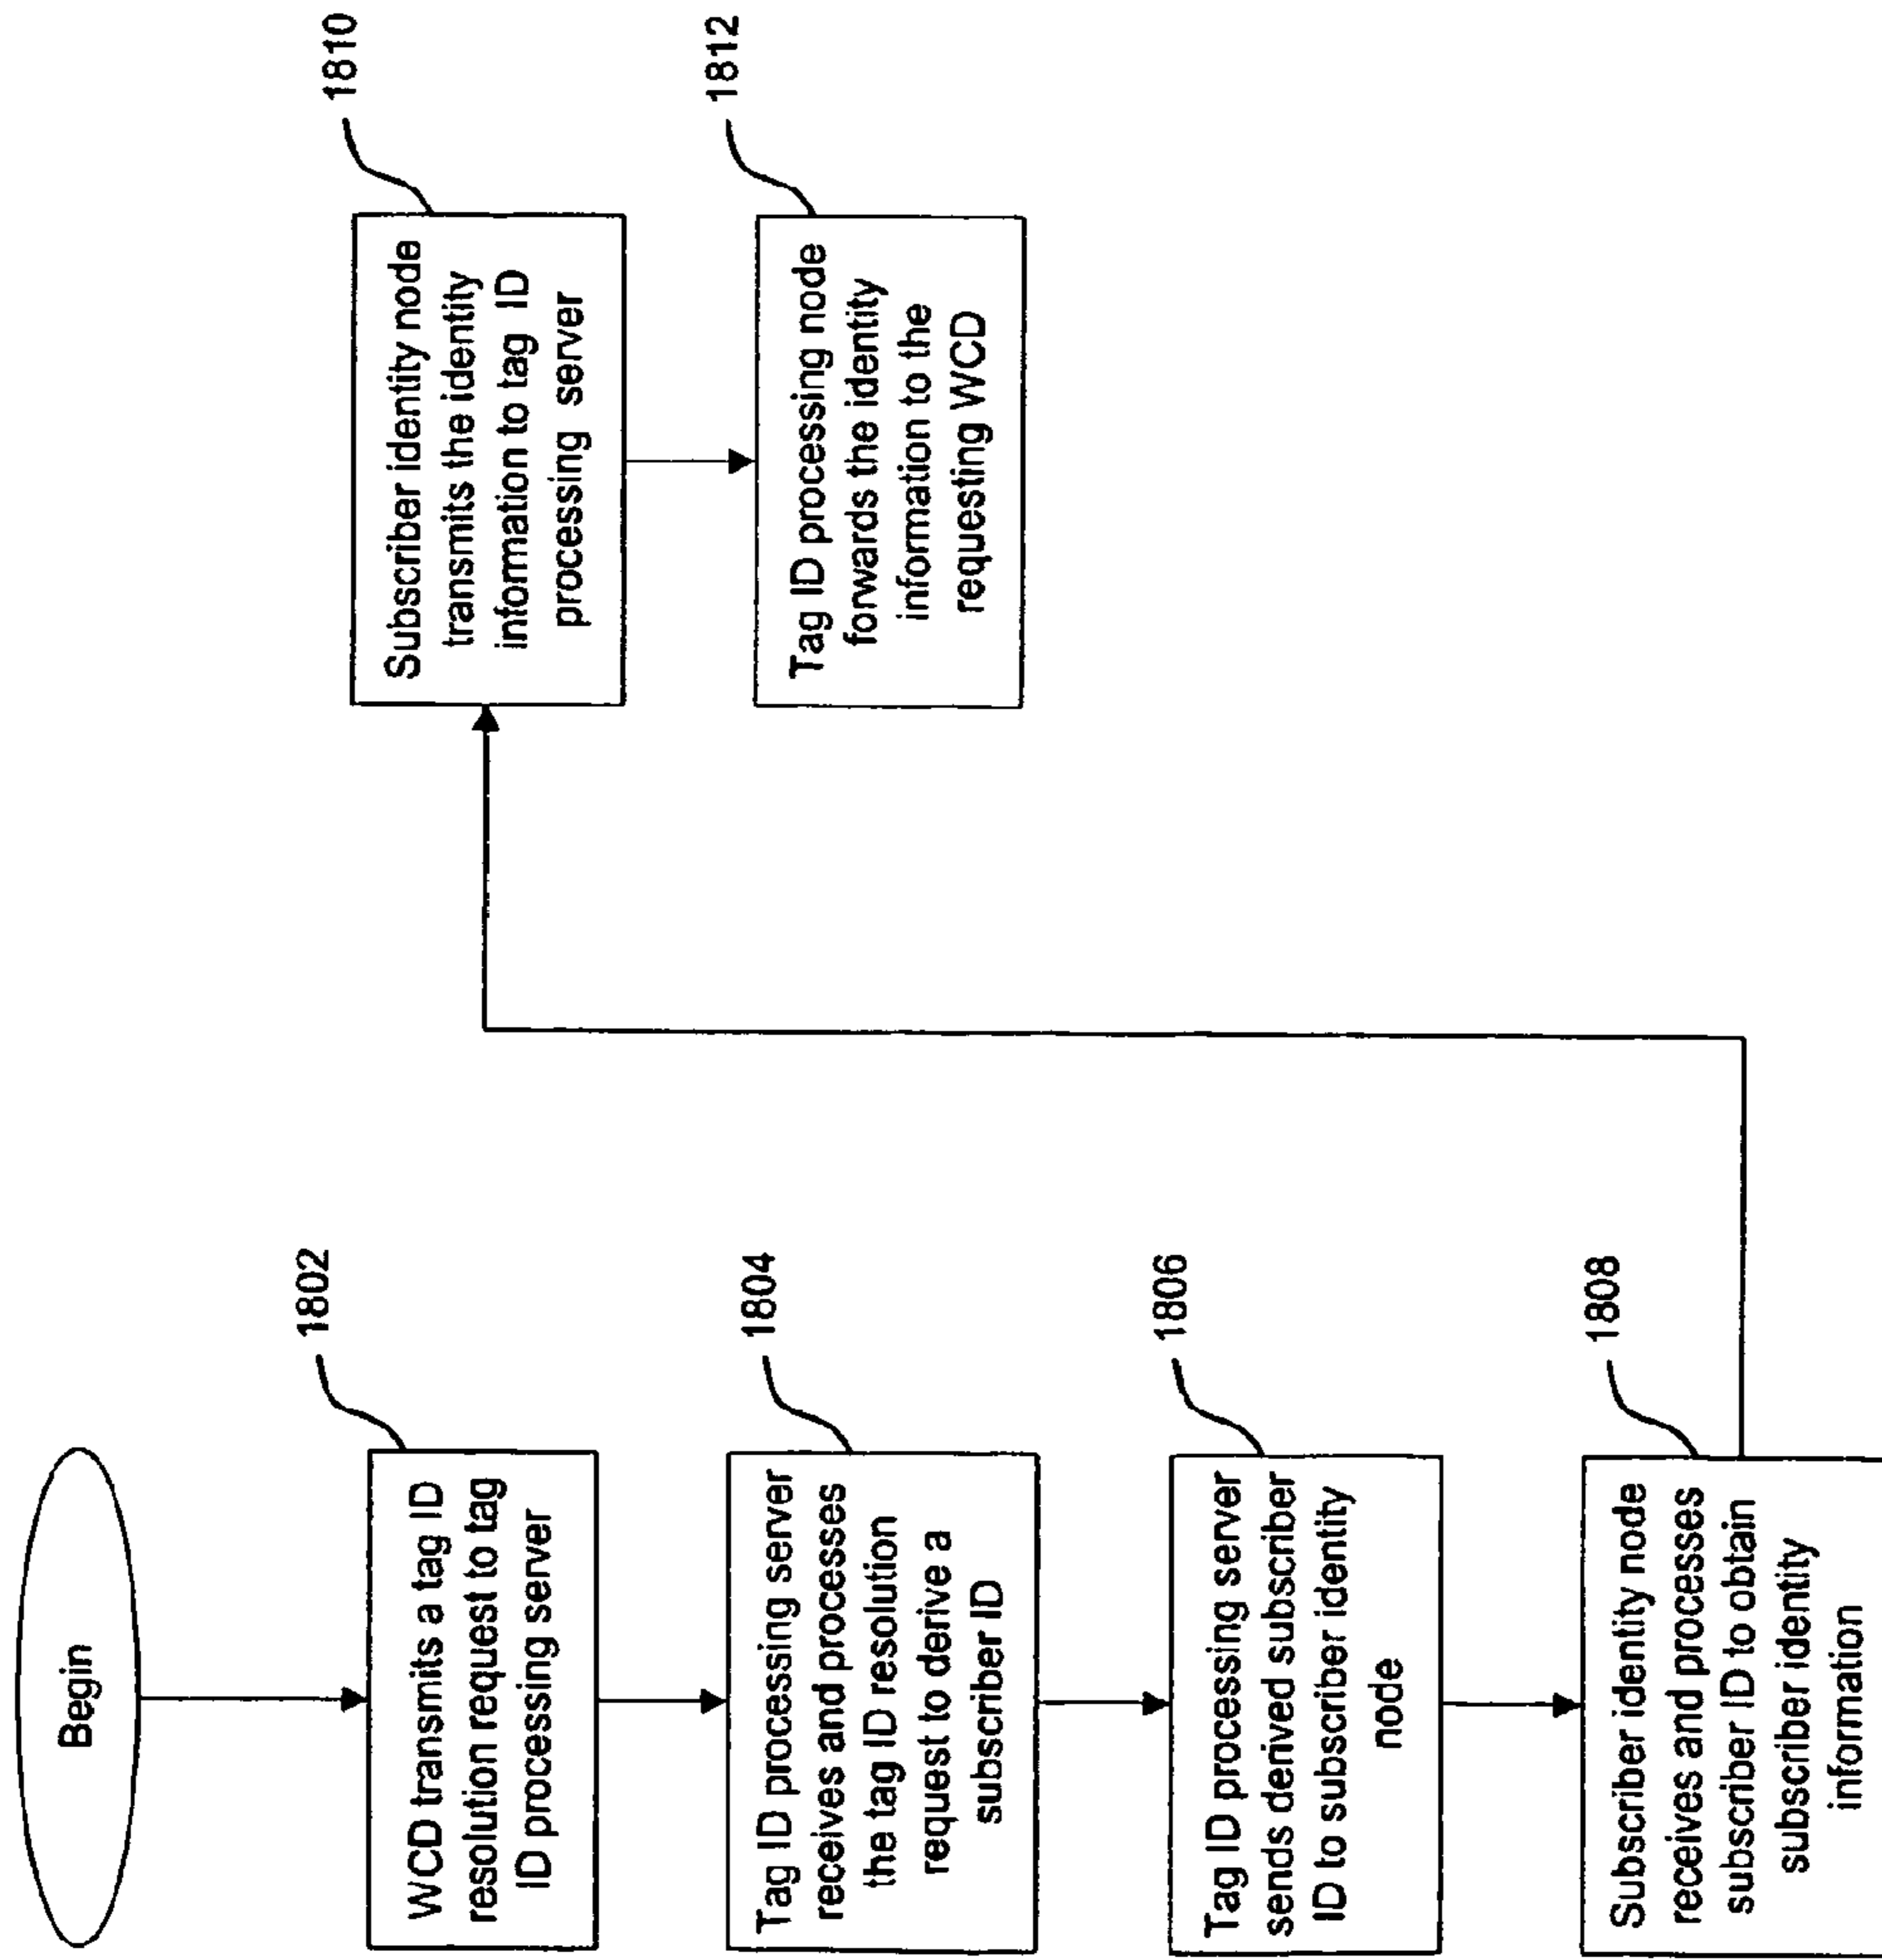 Begin
1802
WCD transmits a tag ID
resolution request to tag
ID processing server
1804
Tag ID processing server
receives and processes
the tag ID resolution
request to derive a
subscriber ID
1806
Tag ID processing server
sends derived subscriber
ID to subscriber identity
node
1808
Subscriber identity node
receives and processes
subscriber ID to obtain
subscriber identity
information
1810
Subscriber identity node
transmits the identity
information to tag ID
processing server
1812
Tag ID processing node
forwards the identity
information to the
requesting WCD